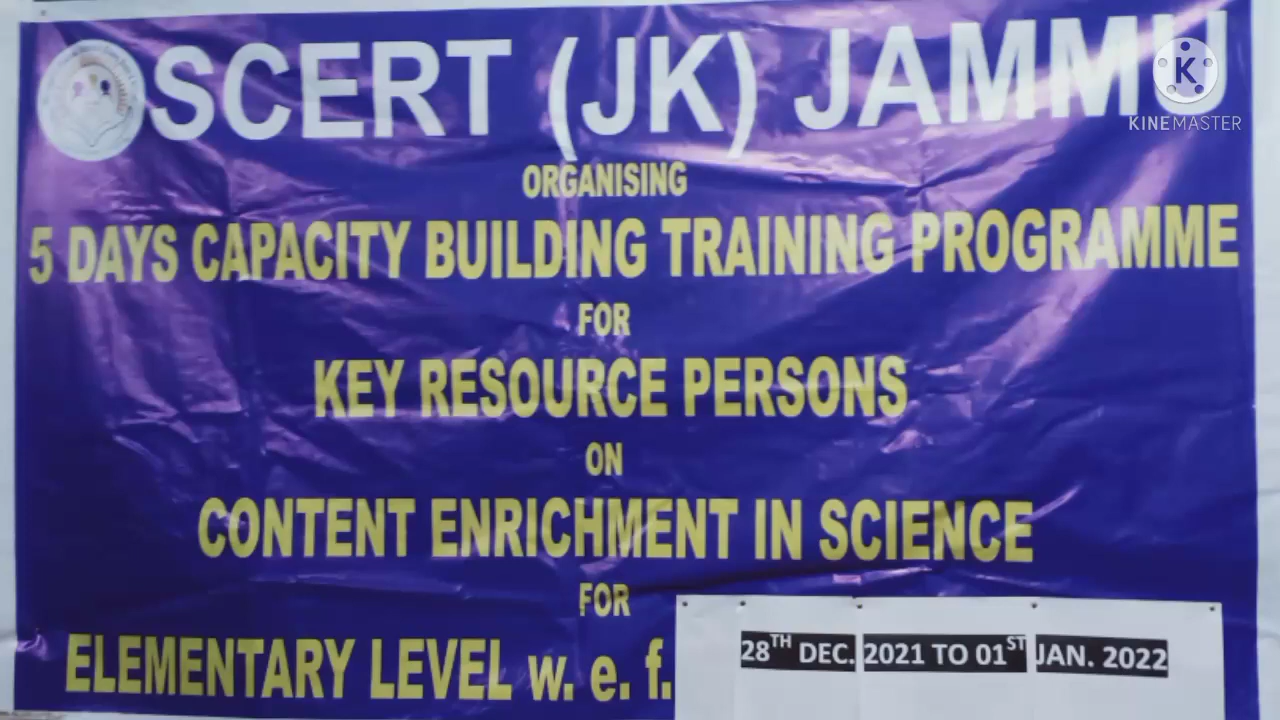 SCERT (JK) JAMMU
KINEMASTER
ORGANISING
5 DAYS CAPACITY BUILDING TRAINING PROGRAMME
FOR
KEY RESOURCE PERSONS
ON
CONTENT ENRICHMENT IN SCIENCE
FOR
ELEMENTARY LEVEL w. e. f. 28TH DEC. 2021 TO 01ST JAN. 2022